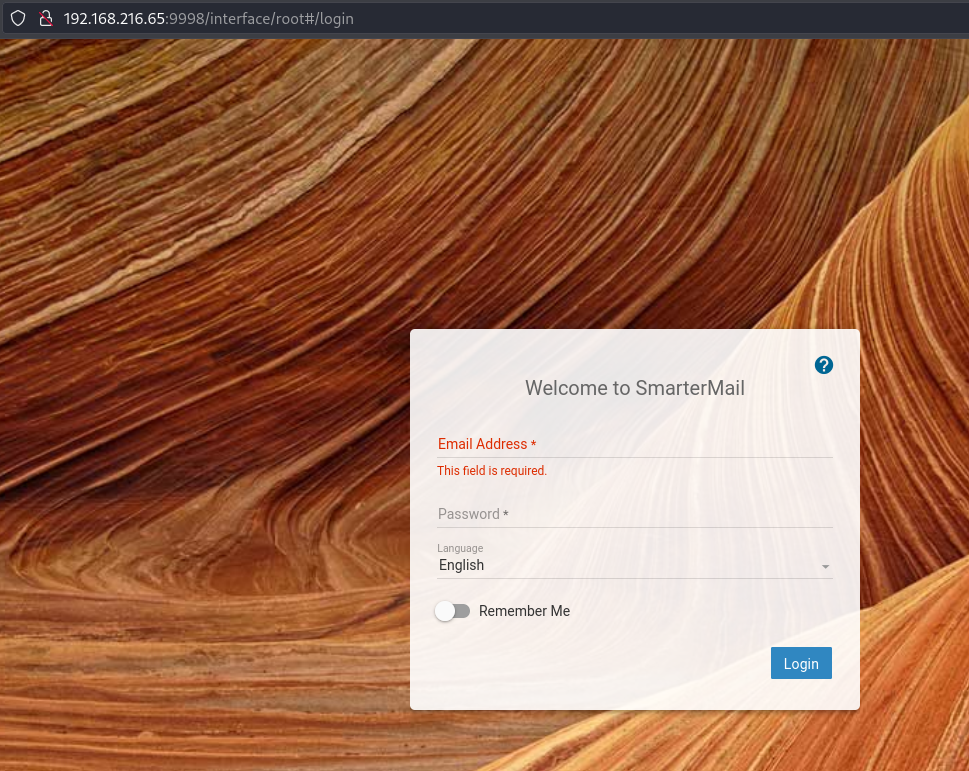 192.168.216.65:9998/interface/root#/login
?
Welcome to SmarterMail
Email Address *
This field is required.
Password *
Language
English
Remember Me
Login